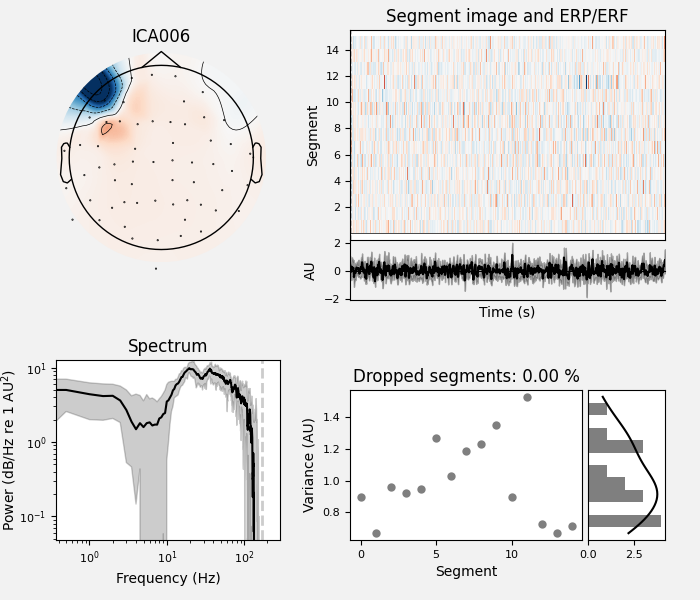 ICA006
Segment image and ERP/ERF
Segment
14
12
10
8
6
4
2
AU
2
0
−2
Time (s)
Spectrum
Power (dB/Hz re 1 AU²)
10¹
10⁰
10⁻¹
10⁰ 10¹ 10²
Frequency (Hz)
Dropped segments: 0.00 %
Variance (AU)
1.4
1.2
1.0
0.8
0 5 10
Segment
0.0 2.5